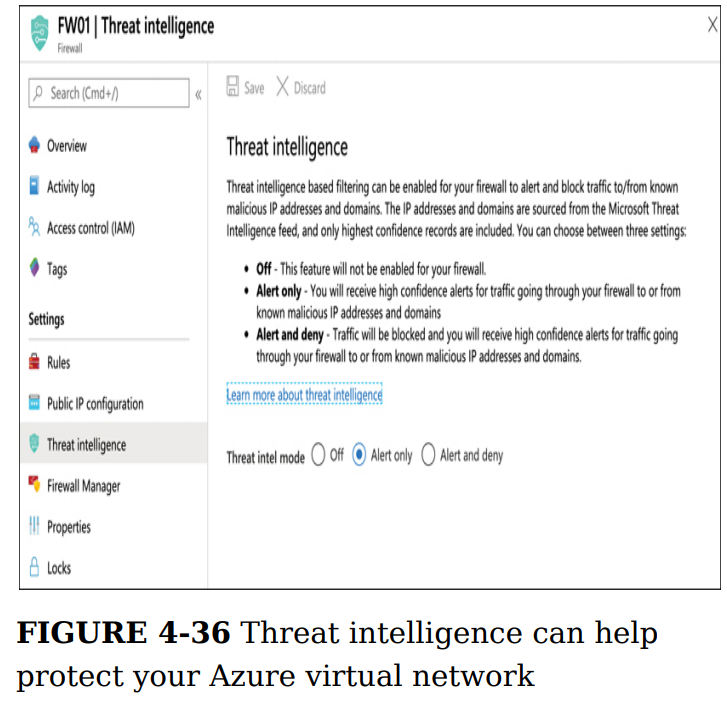 FW01 | Threat intelligence
Firewall
X
Search (Cmd+/)
«
Overview
Activity log
Access control (IAM)
Tags
Settings
Rules
Public IP configuration
Threat intelligence
Firewall Manager
Properties
Locks
Save Discard
Threat intelligence
Threat intelligence based filtering can be enabled for your firewall to alert and block traffic to/from known
malicious IP addresses and domains. The IP addresses and domains are sourced from the Microsoft Threat
Intelligence feed, and only highest confidence records are included. You can choose between three settings:
• Off - This feature will not be enabled for your firewall.
• Alert only - You will receive high confidence alerts for traffic going through your firewall to or from
known malicious IP addresses and domains
• Alert and deny - Traffic will be blocked and you will receive high confidence alerts for traffic going
through your firewall to or from known malicious IP addresses and domains.
Learn more about threat intelligence
Threat intel mode Off Alert only Alert and deny
FIGURE 4-36 Threat intelligence can help
protect your Azure virtual network